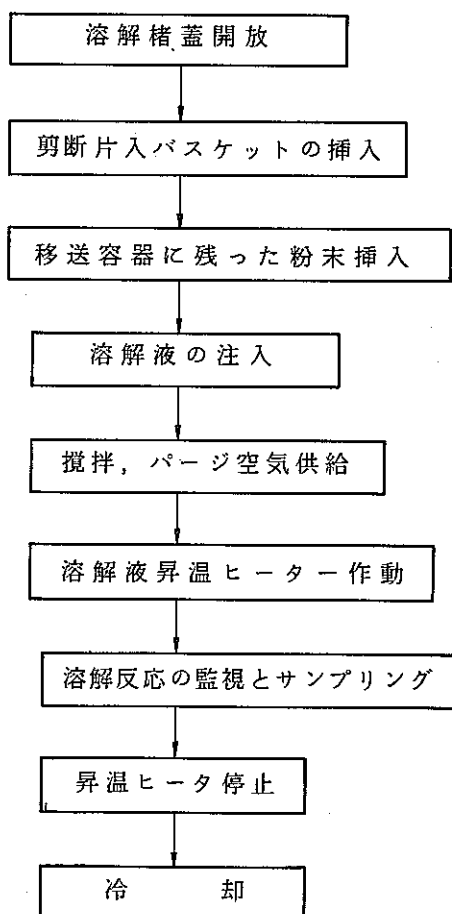 溶解楮蓋開放
剪断片入バスケットの挿入
移送容器に残った粉末挿入
溶解液の注入
撹拌，パージ空気供給
溶解液昇温ヒーター作動
溶解反応の監視とサンプリング
昇温ヒータ停止
冷却